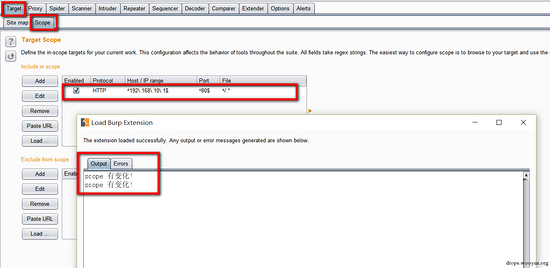 Target Proxy Spider Scanner Intruder Repeater Sequencer Decoder Comparer Extender Options Alerts
Site map Scope
Target Scope
Define the in-scope targets for your current work. This configuration affects the behavior of tools throughout the suite. All fields take regex strings. The easiest way to configure scope is to browse to your target and use the
Include in scope
Add Enabled Protocol Host / IP range Port File
HTTP ^192\.168\.10\.1$ ^80$ ^/.*
Edit
Remove
Paste URL
Load ...
Load Burp Extension
The extension loaded successfully. Any output or error messages generated are shown below.
Exclude from scope
Output Errors
Add
scope 有变化!
scope 有变化!
Edit
Remove
Paste URL
Load ...
drops.wooyun.org